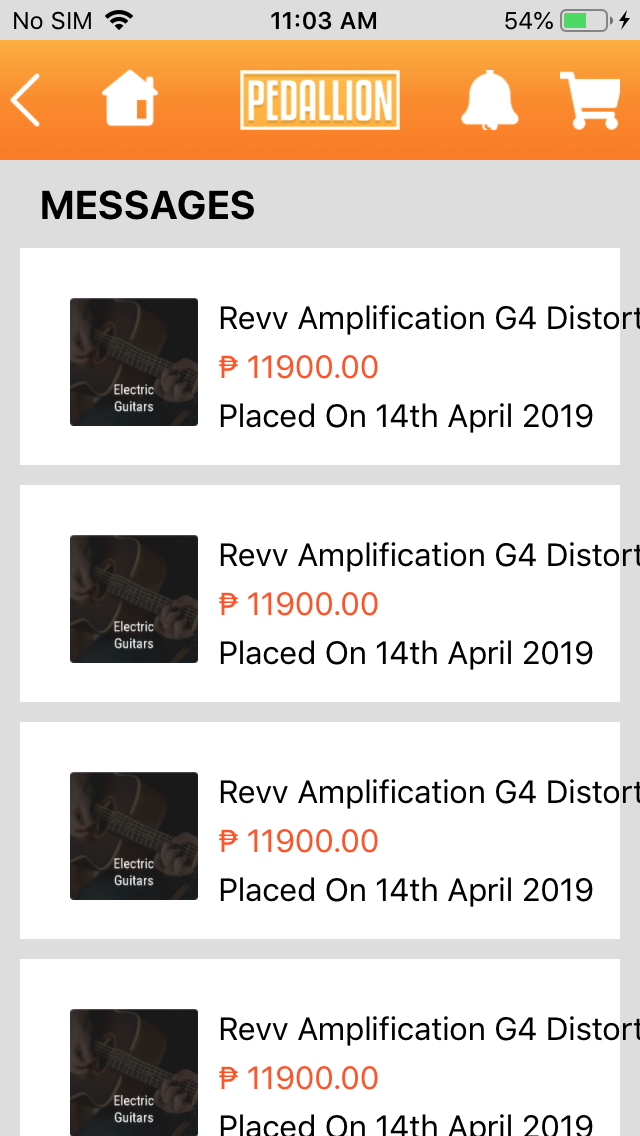 No SIM 11:03 AM 54%
PEDALLION
MESSAGES
Electric
Guitars
Revv Amplification G4 Distort
₱ 11900.00
Placed On 14th April 2019
Electric
Guitars
Revv Amplification G4 Distort
₱ 11900.00
Placed On 14th April 2019
Electric
Guitars
Revv Amplification G4 Distort
₱ 11900.00
Placed On 14th April 2019
Electric
Guitars
Revv Amplification G4 Distort
₱ 11900.00
Placed On 14th April 2019